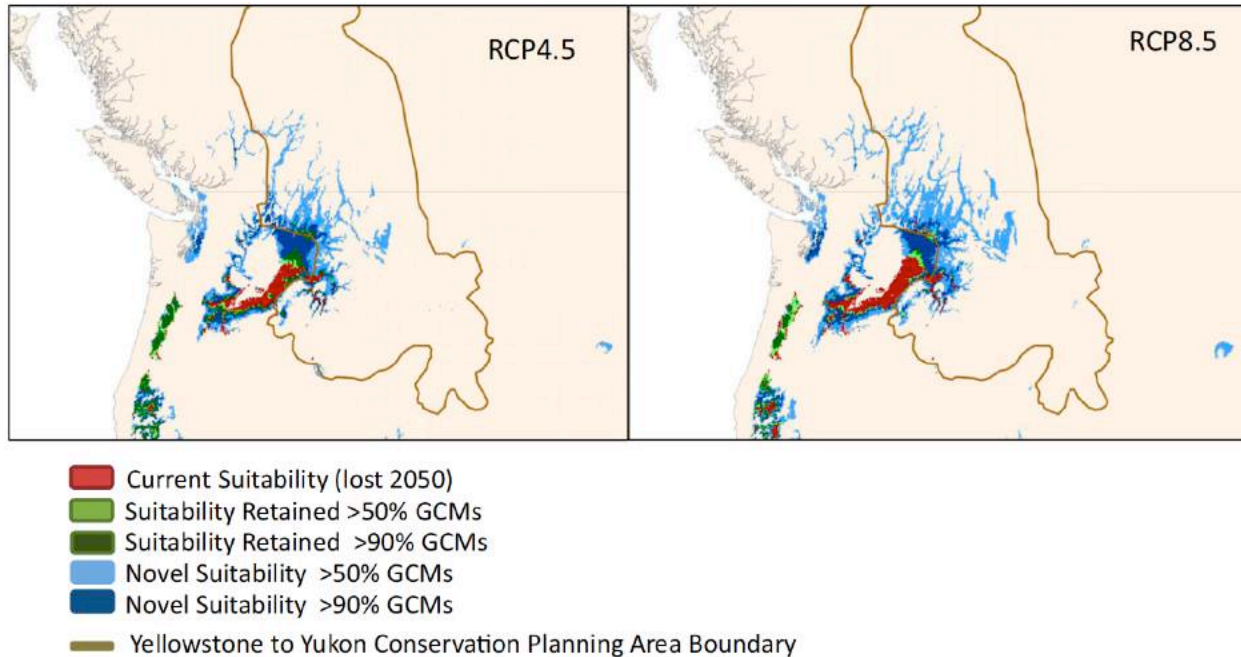 RCP4.5
RCP8.5
Current Suitability (lost 2050)
Suitability Retained >50% GCMs
Suitability Retained >90% GCMs
Novel Suitability >50% GCMs
Novel Suitability >90% GCMs
Yellowstone to Yukon Conservation Planning Area Boundary